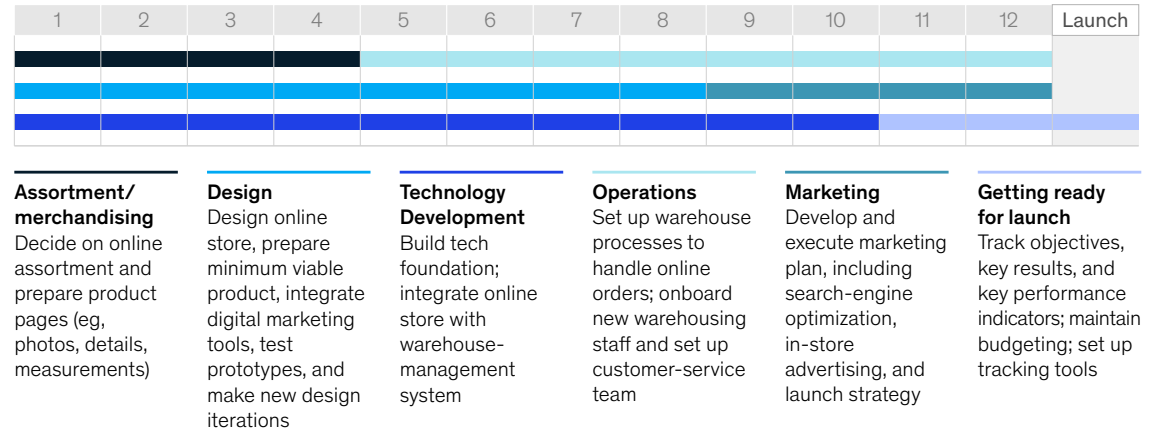 1 2 3 4 5 6 7 8 9 10 11 12 Launch
Assortment/
merchandising
Decide on online
assortment and
prepare product
pages (eg,
photos, details,
measurements)
Design
Design online
store, prepare
minimum viable
product, integrate
digital marketing
tools, test
prototypes, and
make new design
iterations
Technology
Development
Build tech
foundation;
integrate online
store with
warehouse-
management
system
Operations
Set up warehouse
processes to
handle online
orders; onboard
new warehousing
staff and set up
customer-service
team
Marketing
Develop and
execute marketing
plan, including
search-engine
optimization,
in-store
advertising, and
launch strategy
Getting ready
for launch
Track objectives,
key results, and
key performance
indicators; maintain
budgeting; set up
tracking tools